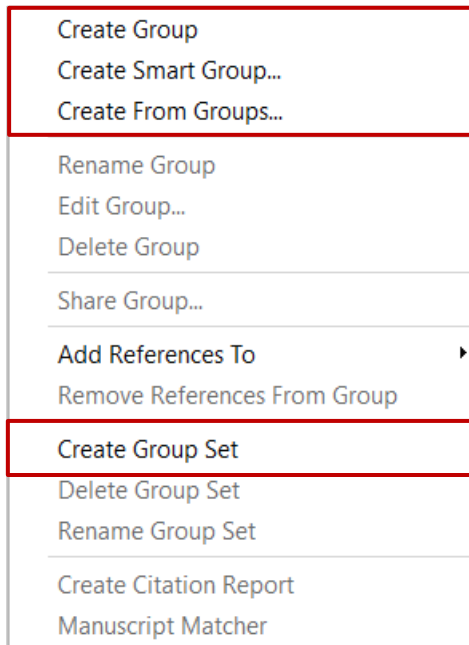 Create Group
Create Smart Group...
Create From Groups...
Rename Group
Edit Group...
Delete Group
Share Group...
Add References To
Remove References From Group
Create Group Set
Delete Group Set
Rename Group Set
Create Citation Report
Manuscript Matcher